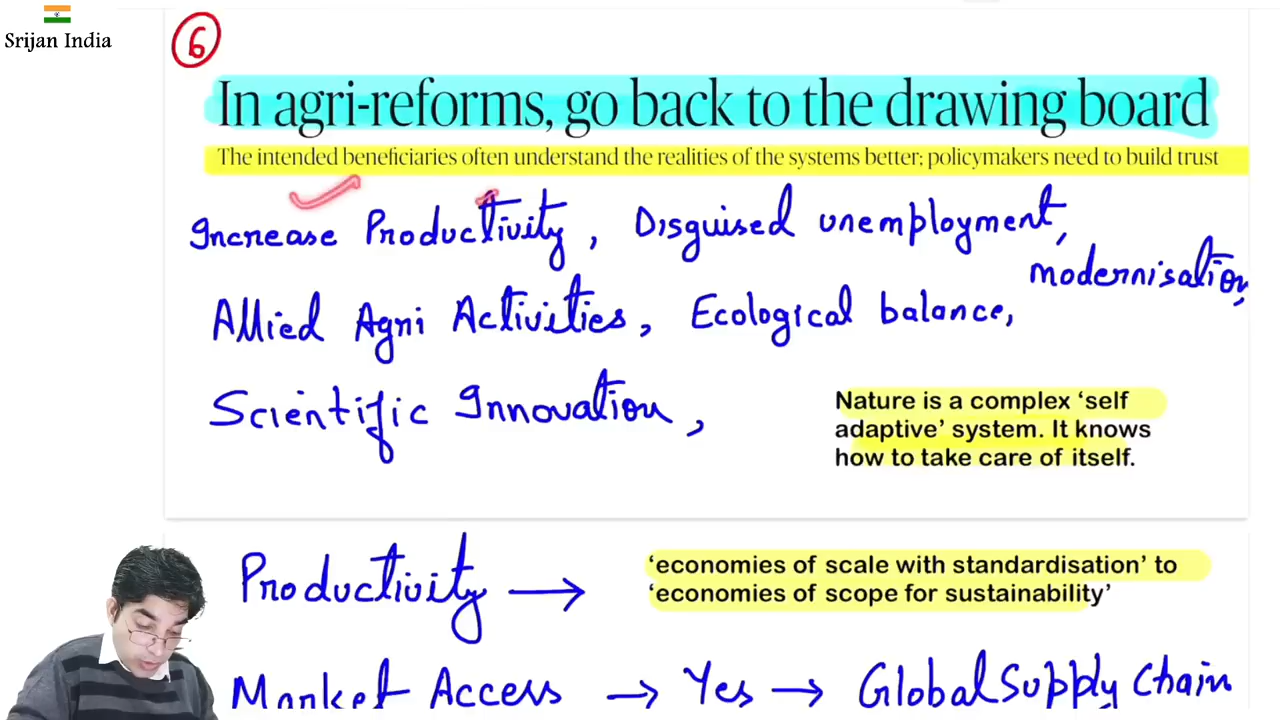 Srijan India
6
In agri-reforms, go back to the drawing board
The intended beneficiaries often understand the realities of the systems better; policymakers need to build trust
Increase Productivity, Disguised unemployment,
modernisation,
Allied Agri Activities, Ecological balance,
Scientific Innovation,
Nature is a complex ‘self
adaptive’ system. It knows
how to take care of itself.
Productivity →
‘economies of scale with standardisation’ to
‘economies of scope for sustainability’
Market Access → Yes → Global Supply Chain